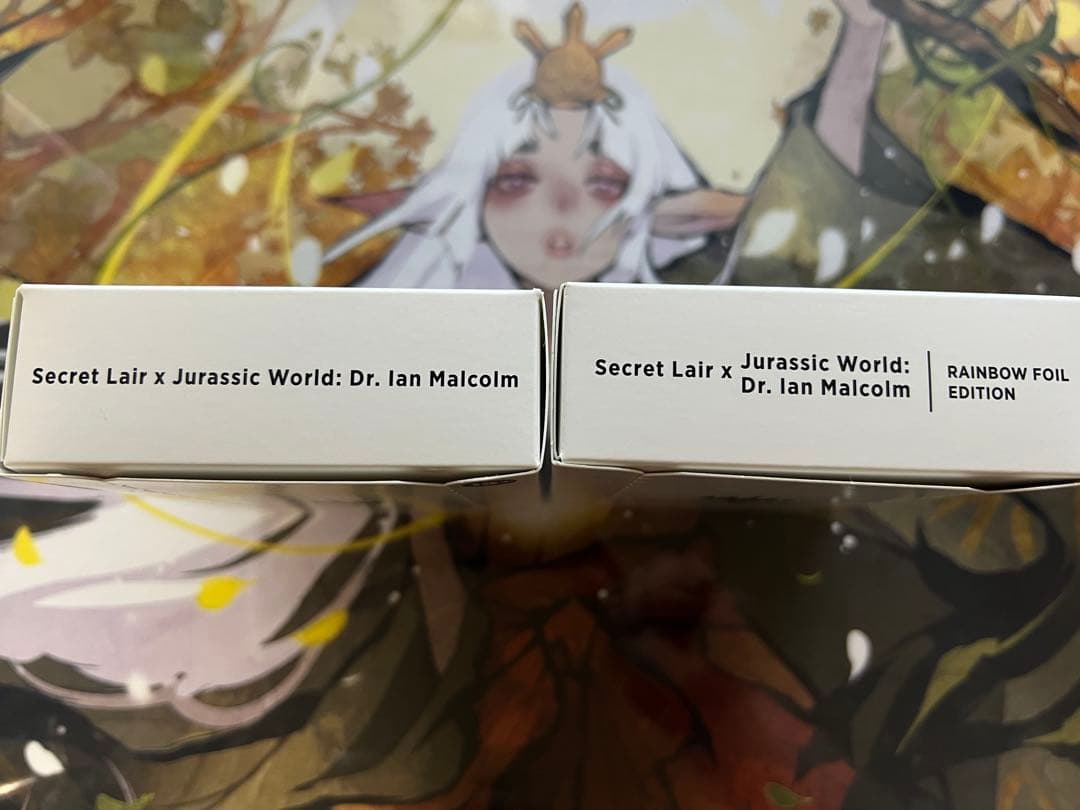 Secret Lair x Jurassic World: Dr. Ian Malcolm
Secret Lair x Jurassic World:
Dr. Ian Malcolm
RAINBOW FOIL
EDITION